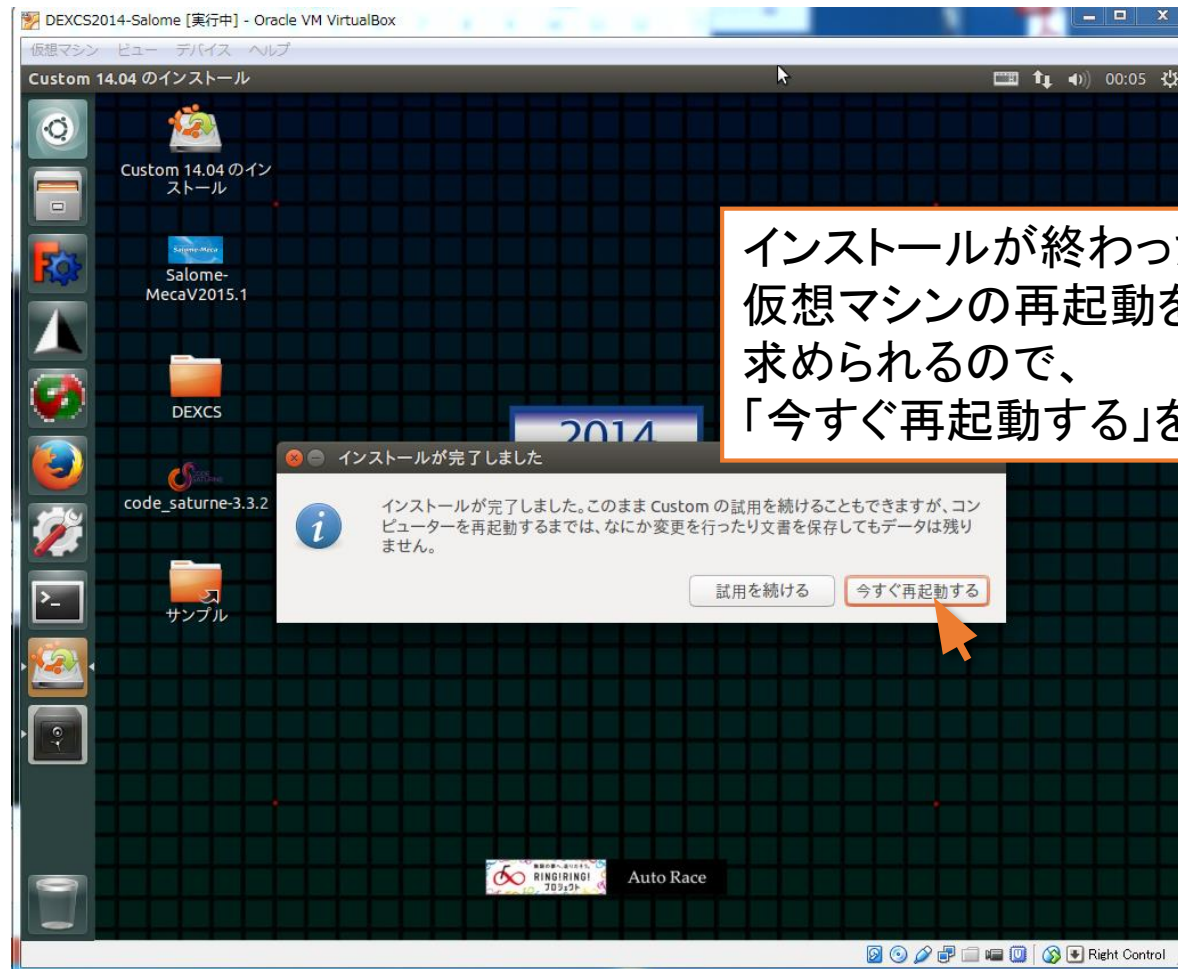 DEXCS2014-Salome [実行中] - Oracle VM VirtualBox
仮想マシン ビュー デバイス ヘルプ
Custom 14.04 のインストール
00:05
Custom 14.04 のイン
ストール
Salome-Meca
Salome-
MecaV2015.1
DEXCS
code_saturne-3.3.2
サンプル
インストールが終わっ
仮想マシンの再起動を
求められるので、
「今すぐ再起動する」を
2014
インストールが完了しました
インストールが完了しました。このまま Custom の試用を続けることもできますが、コン
ピューターを再起動するまでは、なにか変更を行ったり文書を保存してもデータは残り
ません。
試用を続ける
今すぐ再起動する
RING!RING!
プロジェクト
Auto Race
Right Control